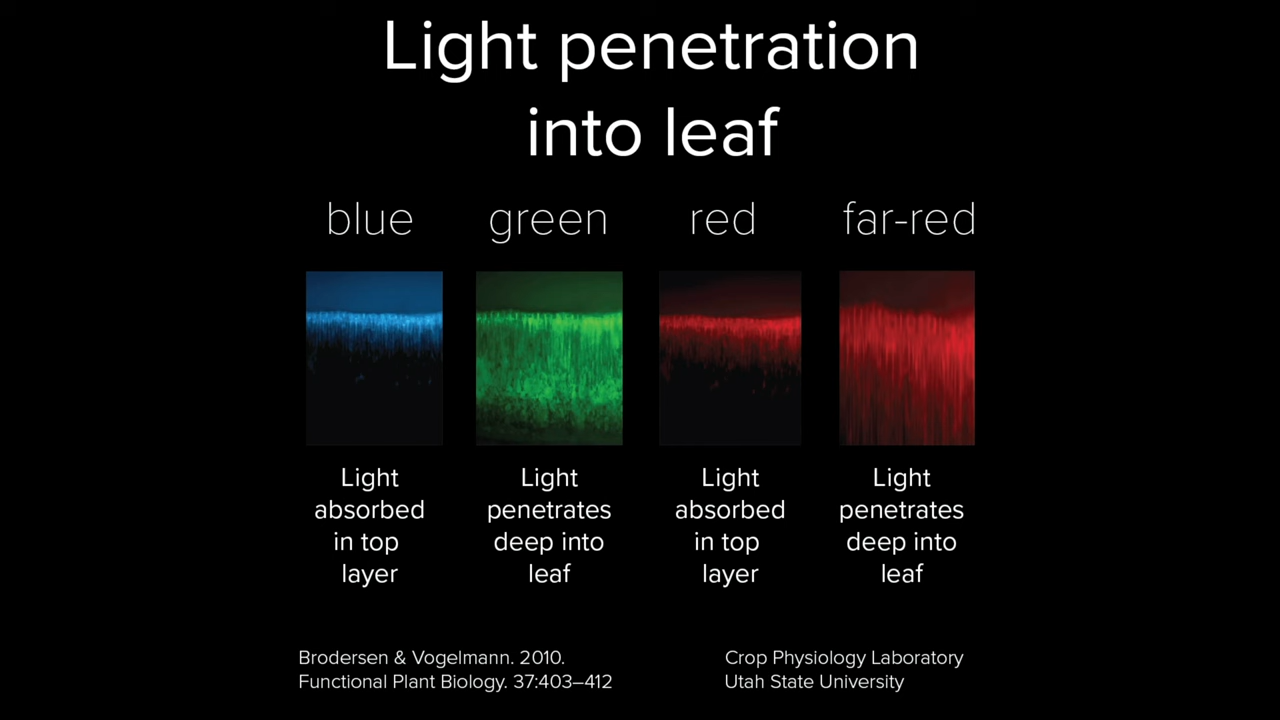 Light penetration
into leaf
blue
green
red
far-red
Light
absorbed
in top
layer
Light
penetrates
deep into
leaf
Light
absorbed
in top
layer
Light
penetrates
deep into
leaf
Brodersen & Vogelmann. 2010.
Functional Plant Biology. 37:403–412
Crop Physiology Laboratory
Utah State University